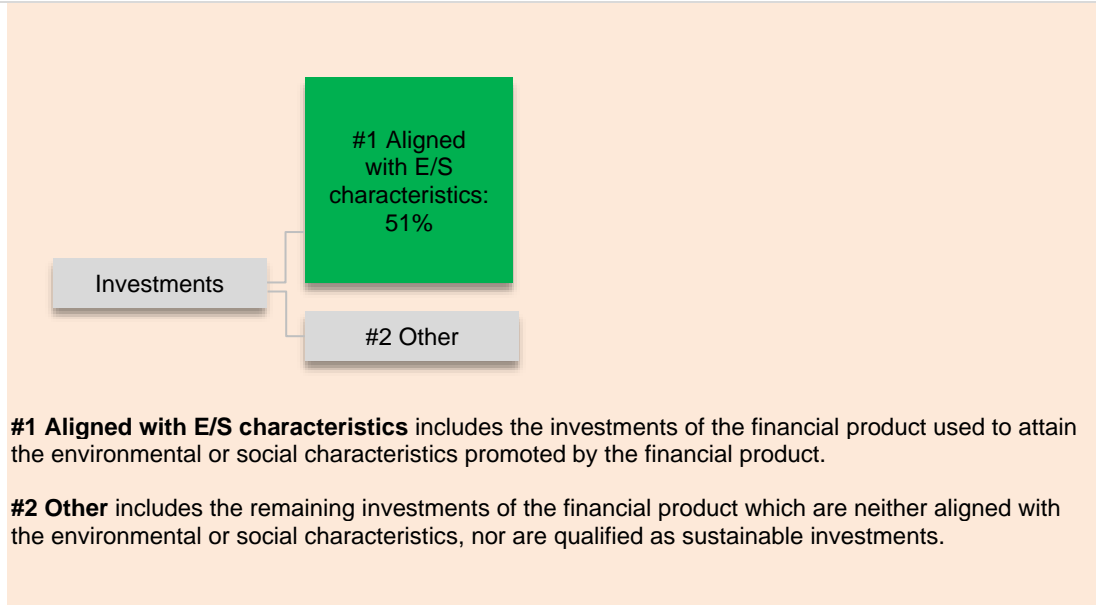 #1 Aligned
with E/S
characteristics:
51%
Investments
#2 Other
#1 Aligned with E/S characteristics includes the investments of the financial product used to attain
the environmental or social characteristics promoted by the financial product.
#2 Other includes the remaining investments of the financial product which are neither aligned with
the environmental or social characteristics, nor are qualified as sustainable investments.